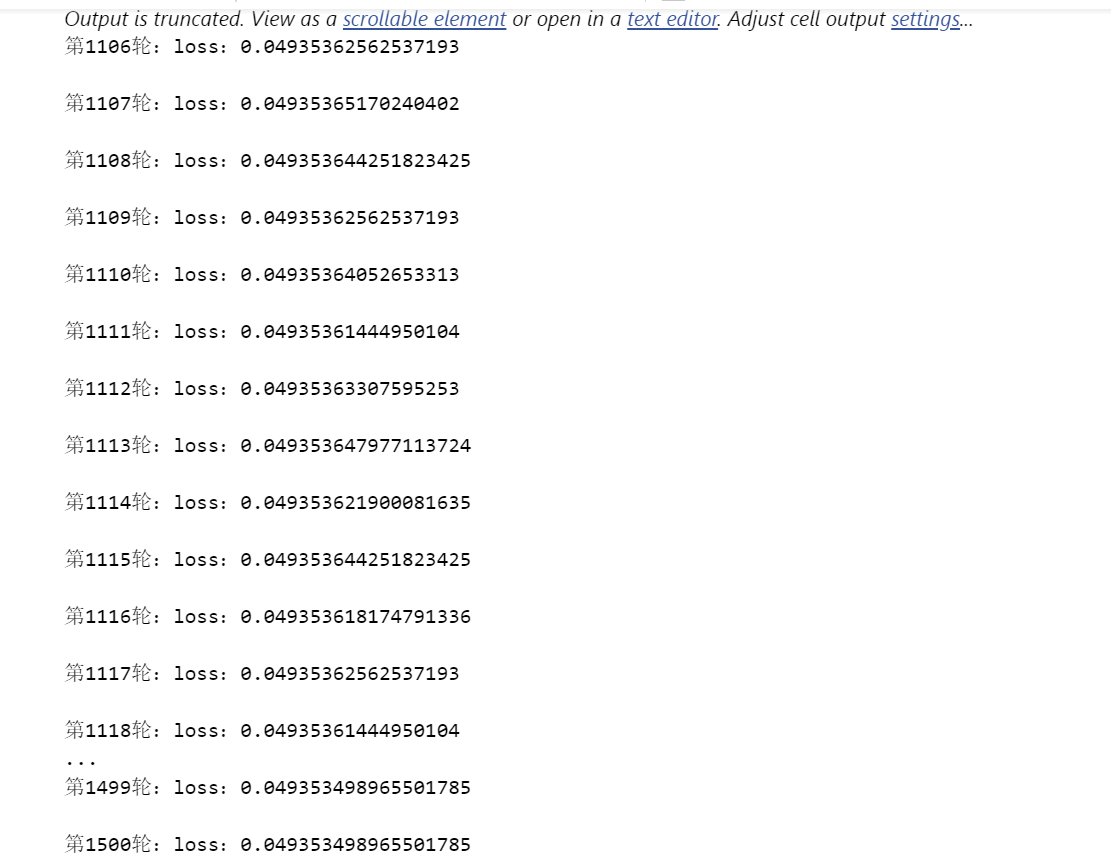 Output is truncated. View as a scrollable element or open in a text editor. Adjust cell output settings...
第1106轮：loss：0.04935362562537193
第1107轮：loss：0.04935365170240402
第1108轮：loss：0.049353644251823425
第1109轮：loss：0.04935362562537193
第1110轮：loss：0.04935364052653313
第1111轮：loss：0.04935361444950104
第1112轮：loss：0.04935363307595253
第1113轮：loss：0.049353647977113724
第1114轮：loss：0.049353621900081635
第1115轮：loss：0.049353644251823425
第1116轮：loss：0.049353618174791336
第1117轮：loss：0.04935362562537193
第1118轮：loss：0.04935361444950104
...
第1499轮：loss：0.049353498965501785
第1500轮：loss：0.049353498965501785